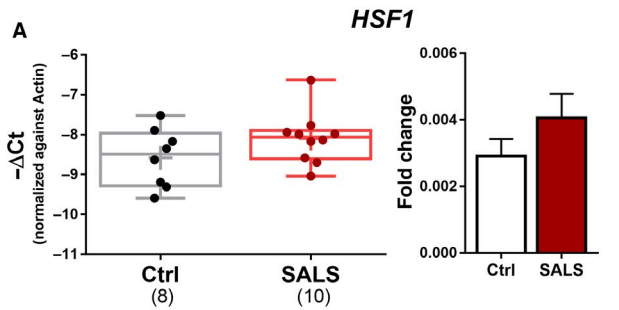 A
HSF1
−ΔCt
(normalized against Actin)
−6
−7
−8
−9
−10
−11
Ctrl
(8)
SALS
(10)
Fold change
0.006
0.004
0.002
0.000
Ctrl
SALS